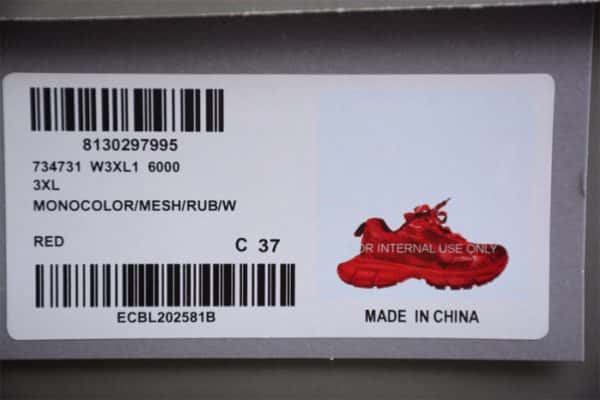 8130297995
734731 W3XL1 6000
3XL
MONOCOLOR/MESH/RUB/W
RED C 37
ECBL202581B
OR INTERNAL USE ONLY
MADE IN CHINA